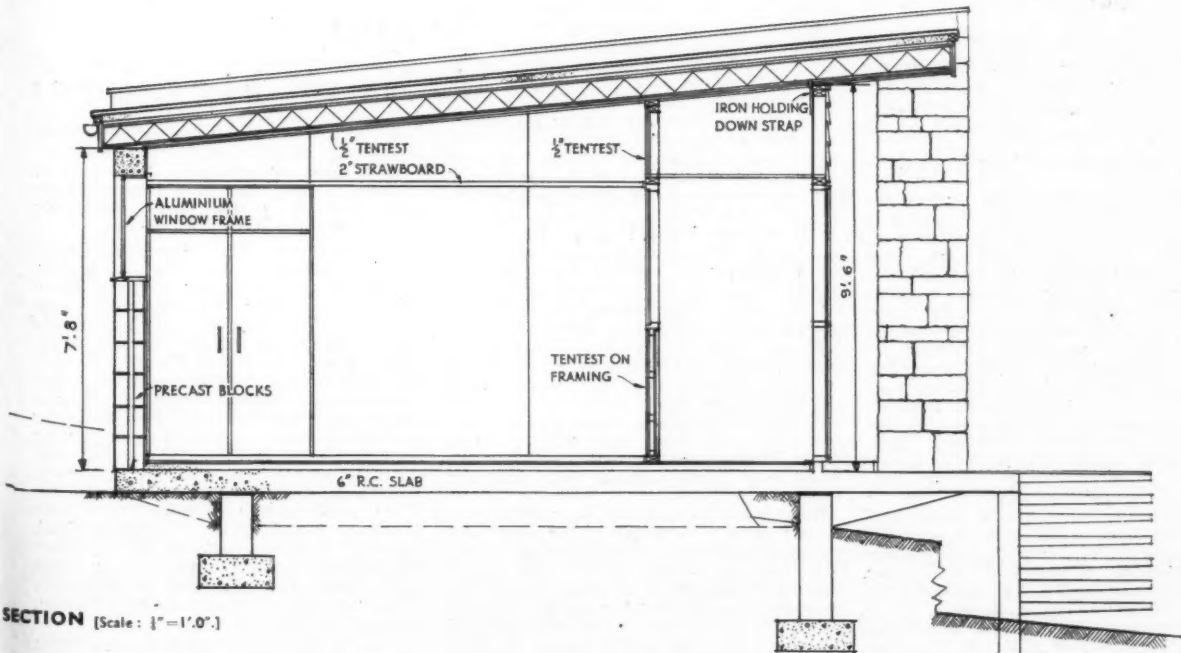 IRON HOLDING
DOWN STRAP
½" TENTEST
2" STRAWBOARD
½" TENTEST
ALUMINIUM
WINDOW FRAME
7'.8"
9'.6"
TENTEST ON
FRAMING
PRECAST BLOCKS
6" R.C. SLAB
SECTION [Scale: ¼"=1'.0".]